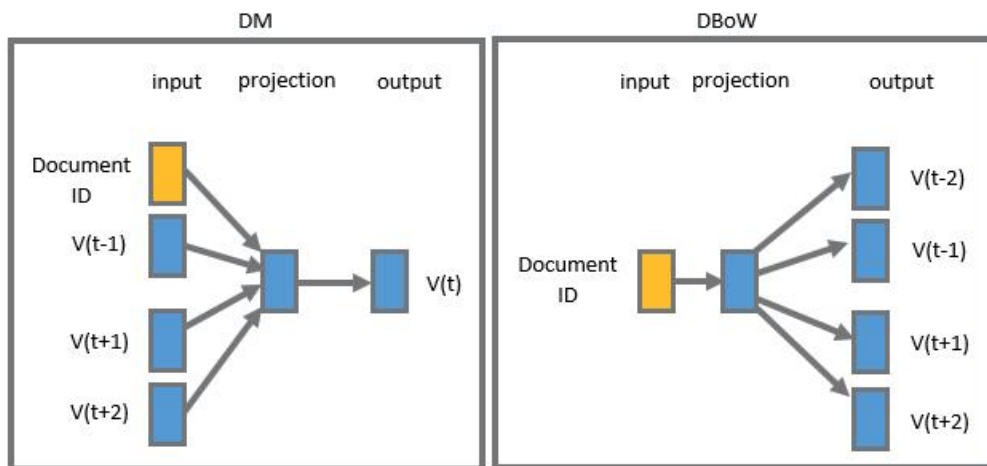 DM
input projection output
Document
ID
V(t-1)
V(t+1)
V(t+2)
V(t)
DBoW
input projection output
Document
ID
V(t-2)
V(t-1)
V(t+1)
V(t+2)